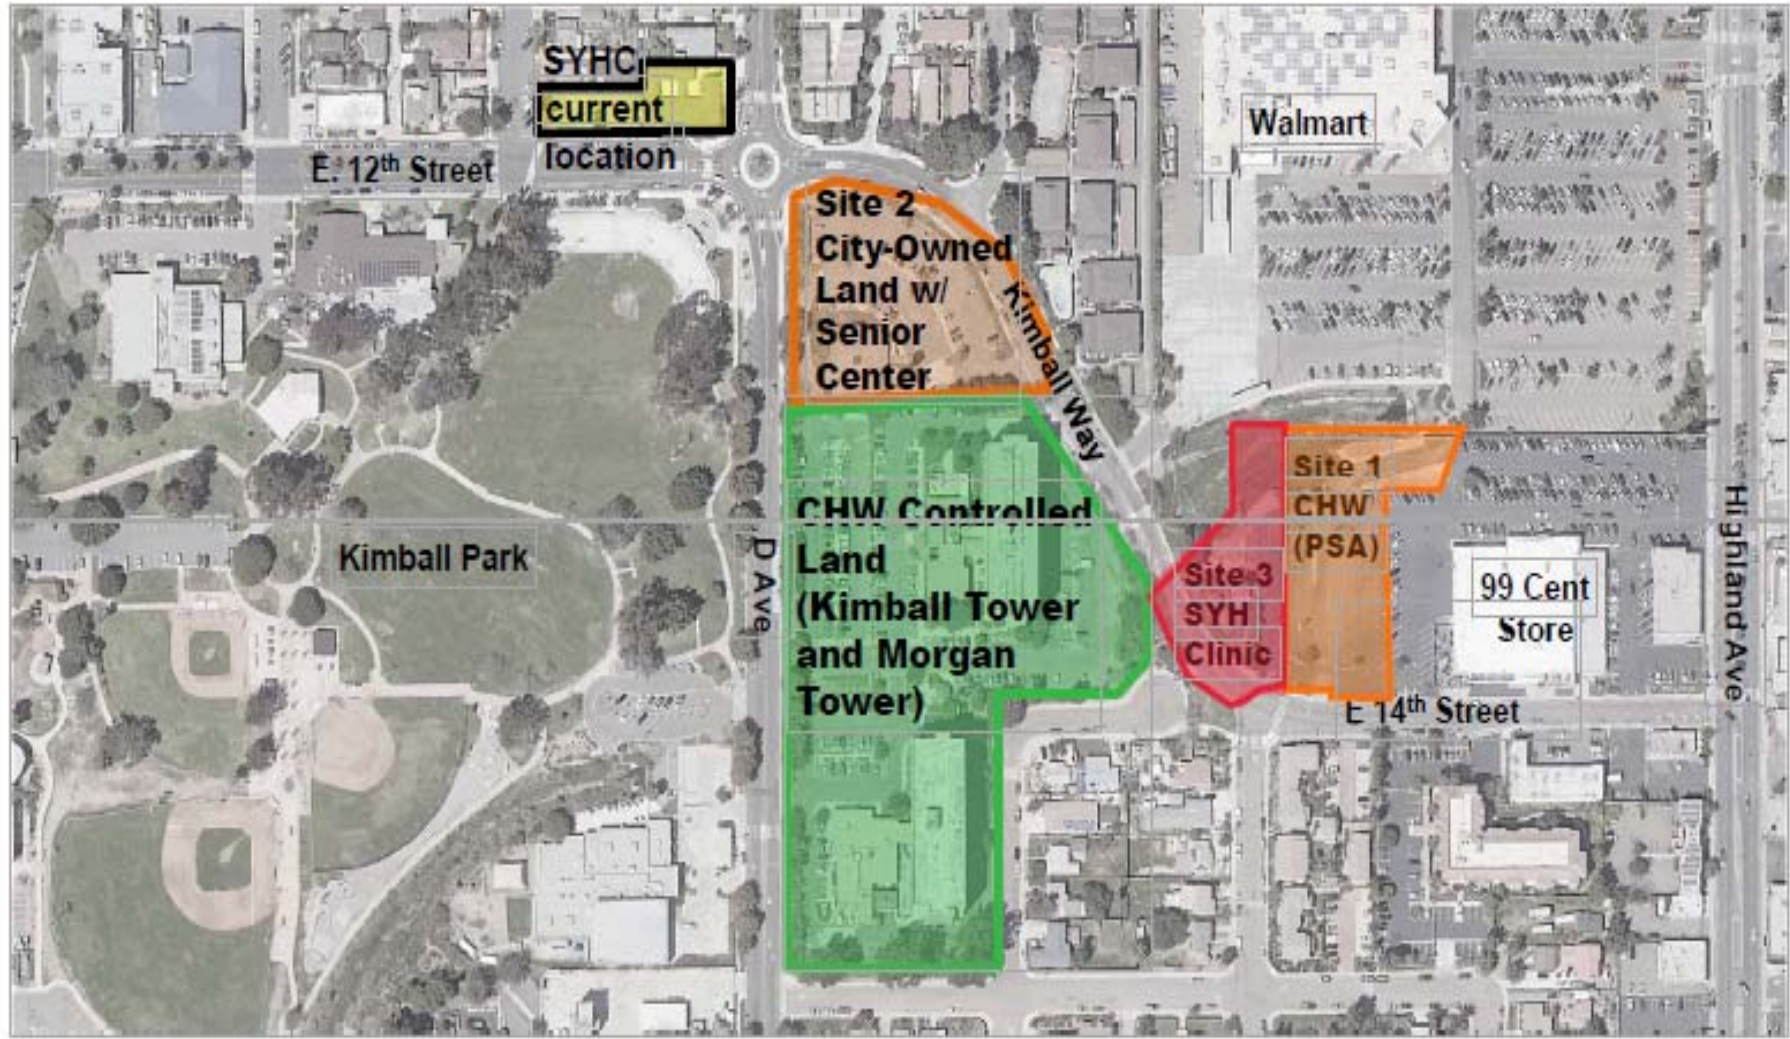 SYHC
current
location
E. 12th Street
Walmart
Site 2
City-Owned
Land w/
Senior
Center
Kimball Way
Site 1
CHW
(PSA)
CHW Controlled
Land
(Kimball Tower
and Morgan
Tower)
Kimball Park
D Ave
Site 3
SYH
Clinic
99 Cent
Store
Highland Ave
E 14th Street